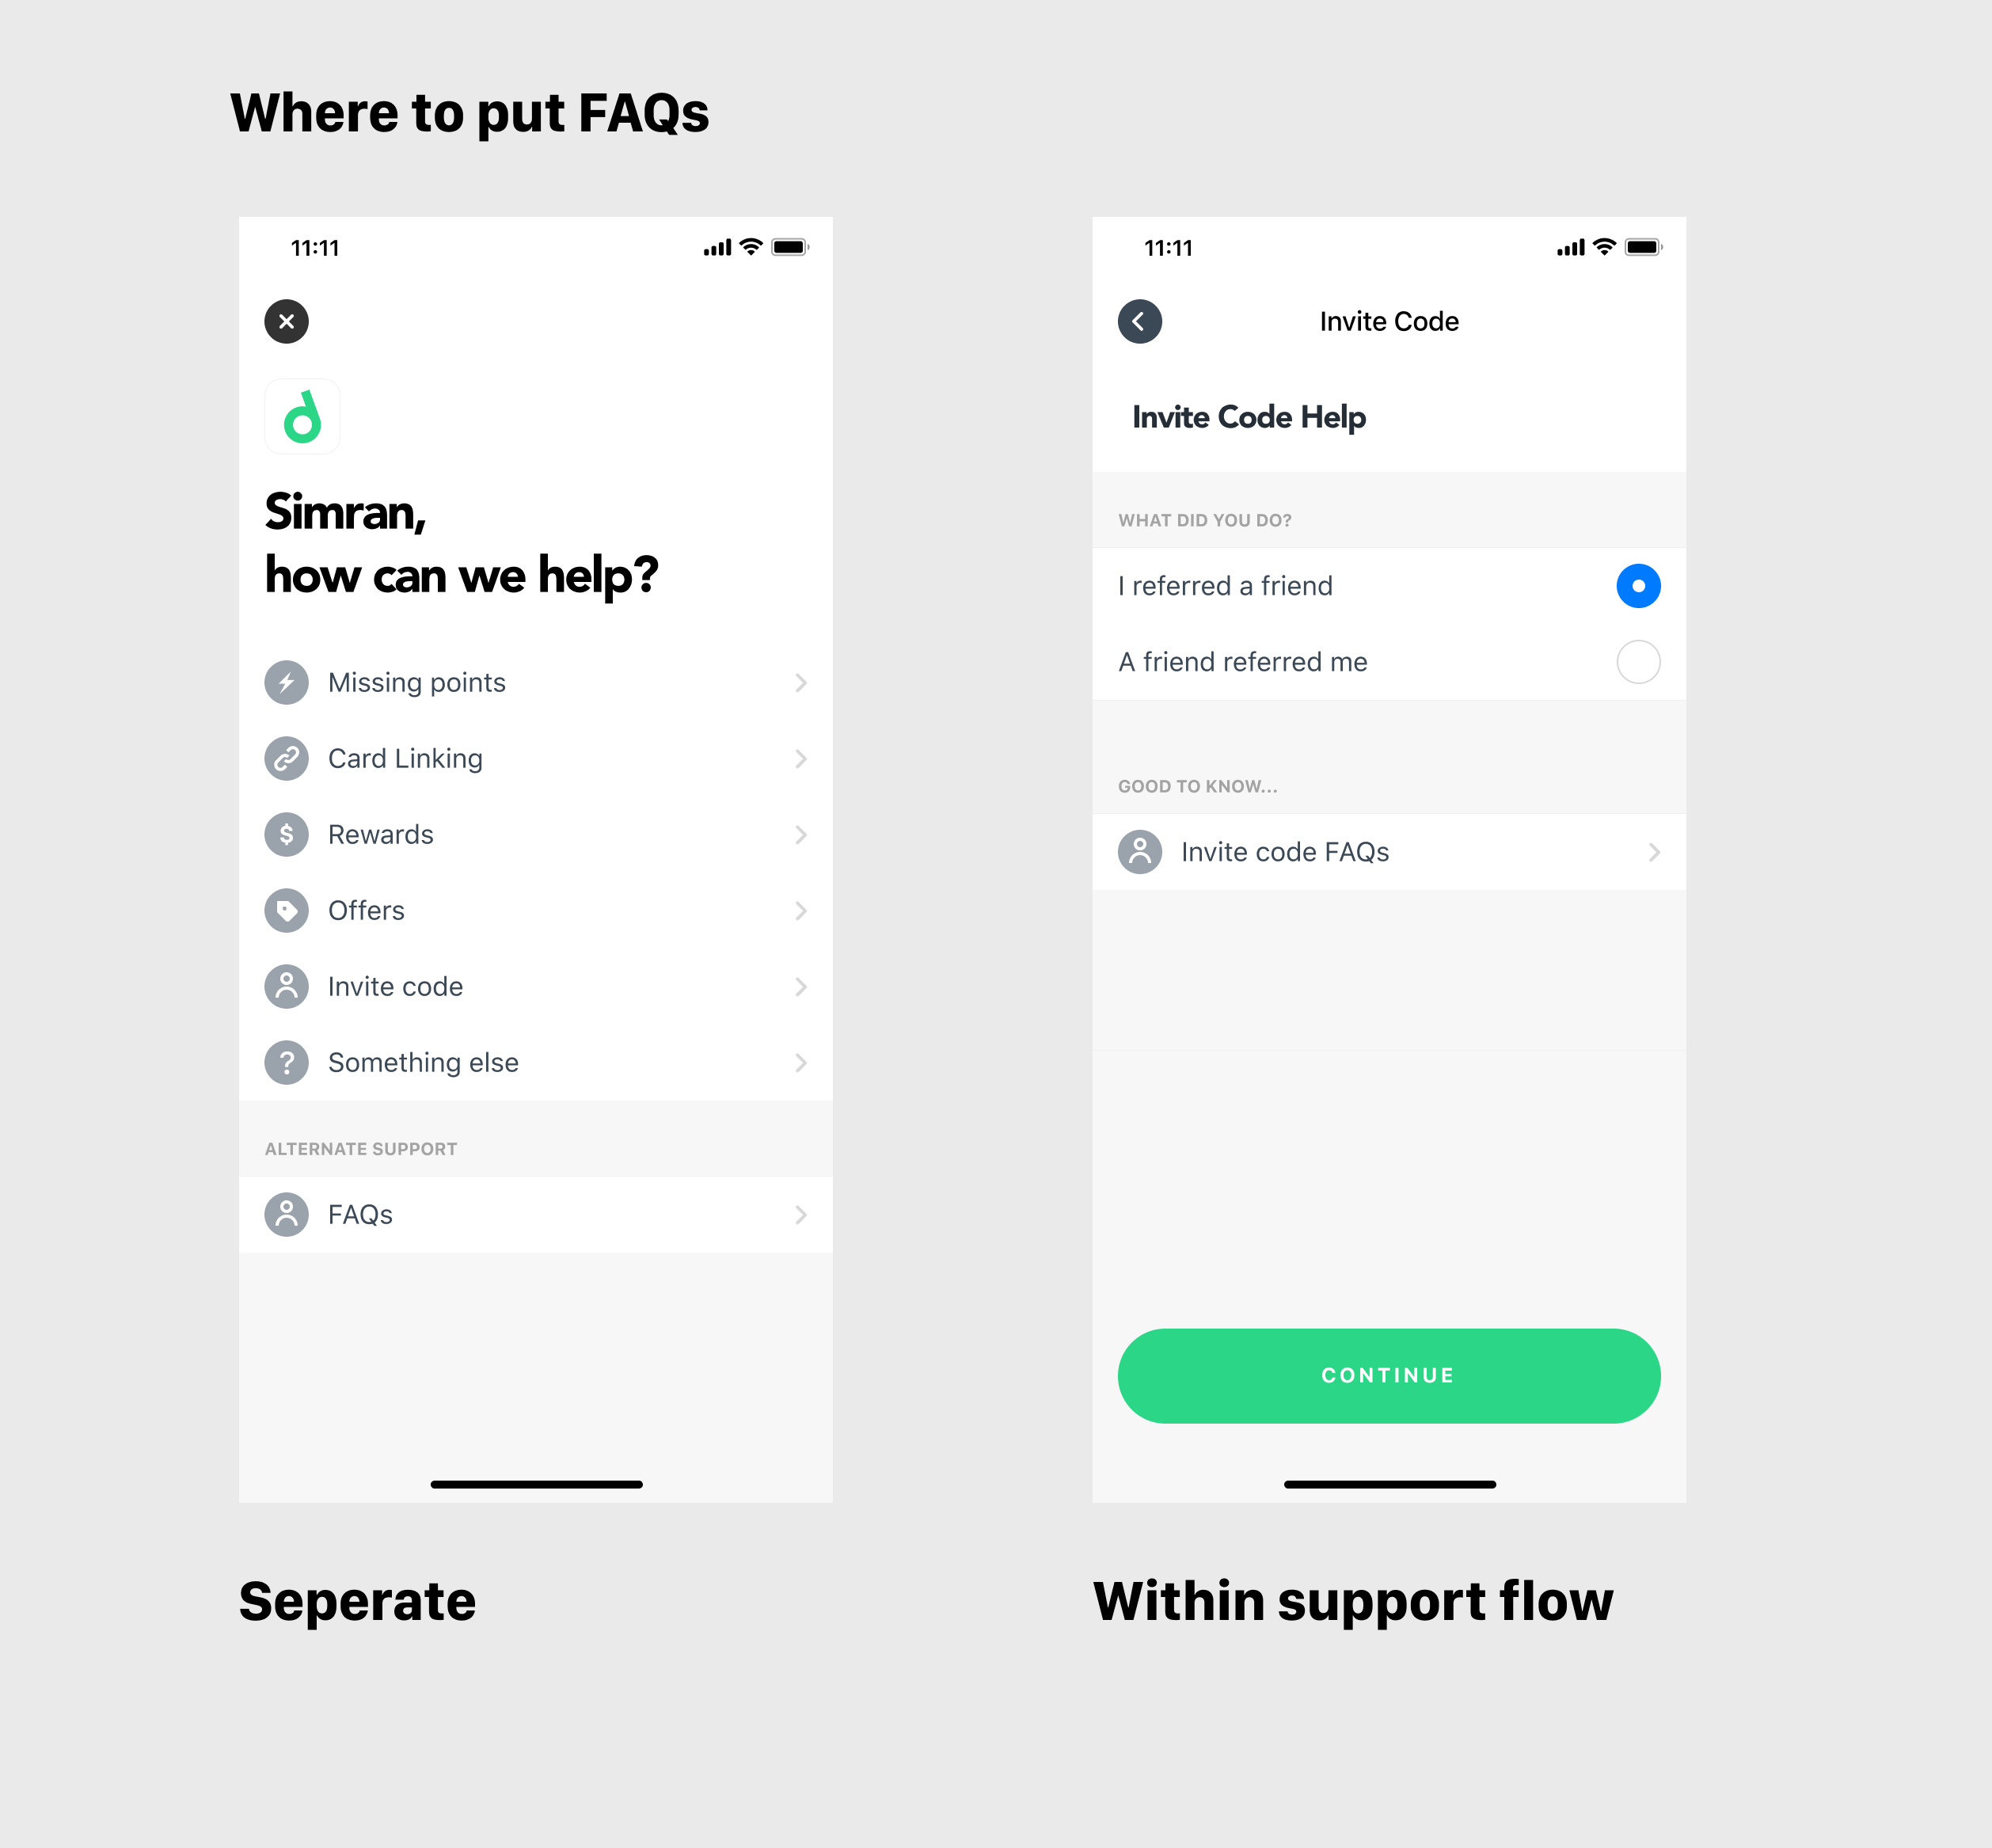 Where to put FAQs
11:11
Simran,
how can we help?
Missing points
Card Linking
$ Rewards
Offers
Invite code
? Something else
ALTERNATE SUPPORT
FAQs
Seperate
11:11
Invite Code
Invite Code Help
WHAT DID YOU DO?
I referred a friend
A friend referred me
GOOD TO KNOW...
Invite code FAQs
CONTINUE
Within support flow